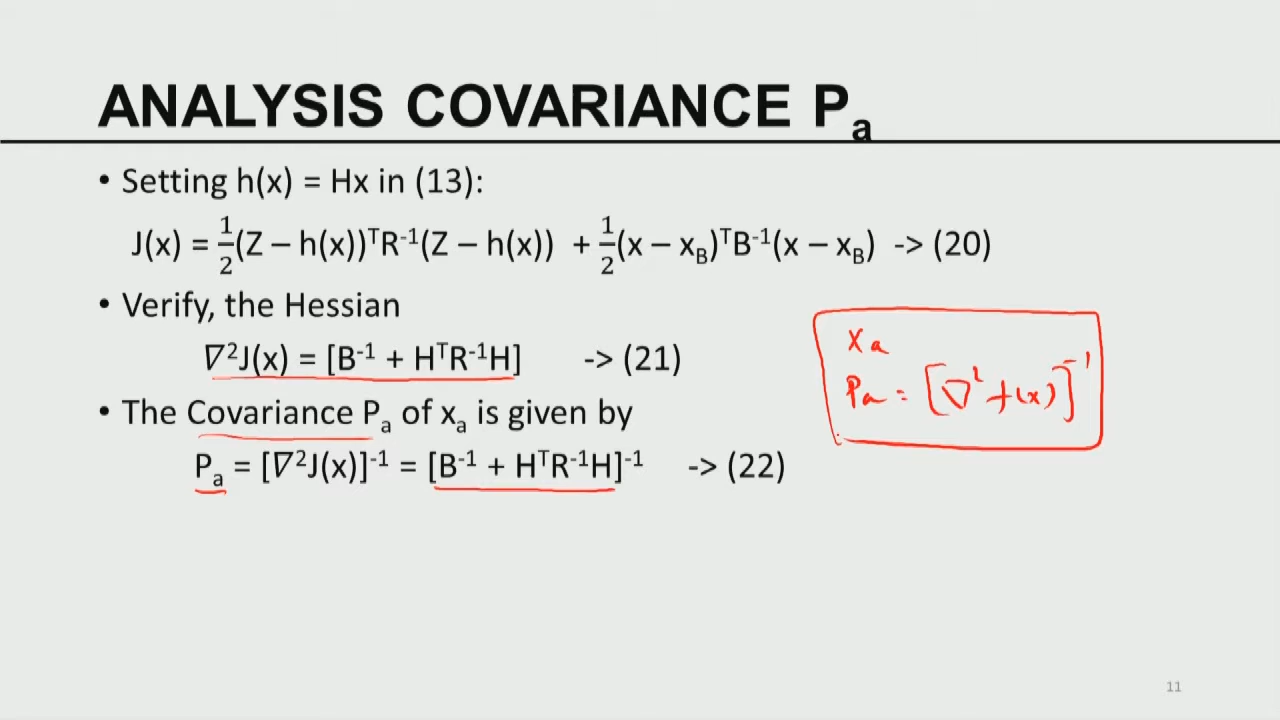 ANALYSIS COVARIANCE Pₐ
• Setting h(x) = Hx in (13):
J(x) = ½(Z – h(x))ᵀR⁻¹(Z – h(x)) + ½(x – x_B)ᵀB⁻¹(x – x_B) -> (20)
• Verify, the Hessian
∇²J(x) = [B⁻¹ + HᵀR⁻¹H] -> (21)
• The Covariance Pₐ of xₐ is given by
Pₐ = [∇²J(x)]⁻¹ = [B⁻¹ + HᵀR⁻¹H]⁻¹ -> (22)
xₐ
Pₐ = [∇² f(x)]⁻¹
11